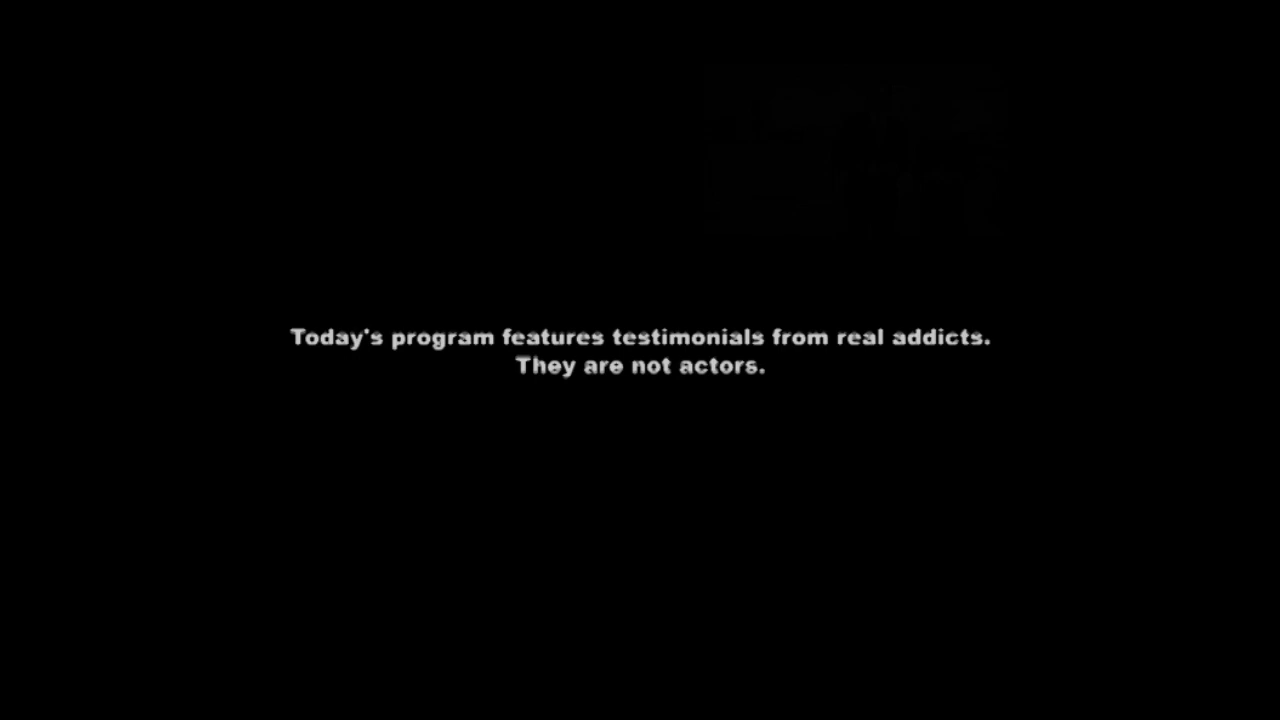 Today's program features testimonials from real addicts.
They are not actors.